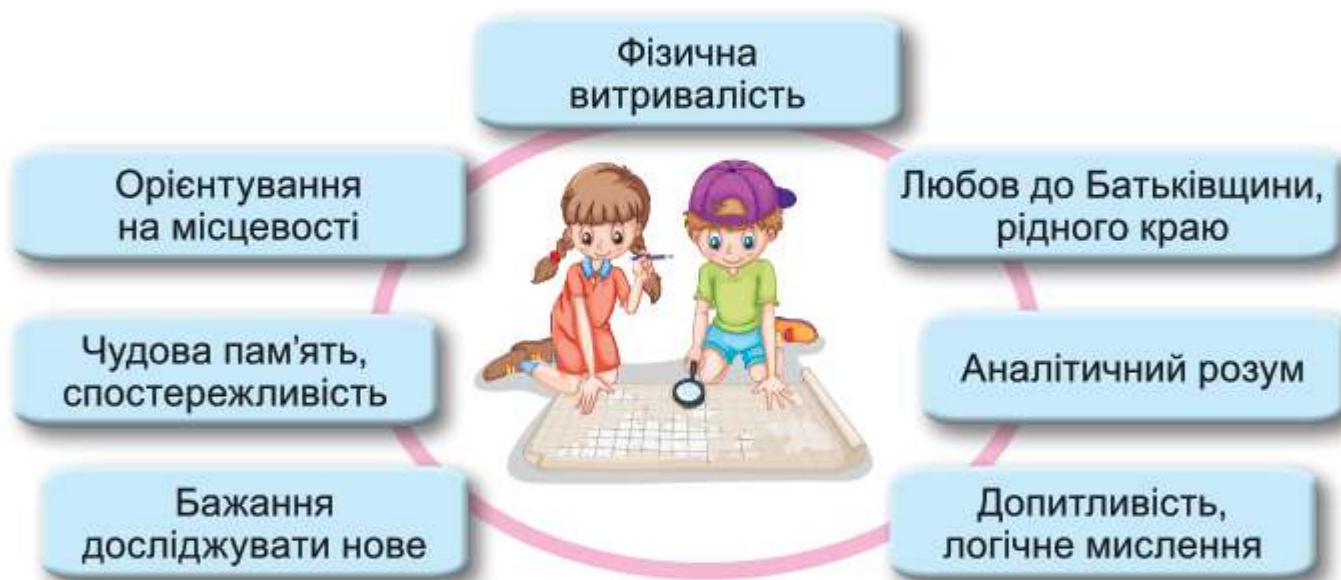 Фізична
витривалість
Орієнтування
на місцевості
Любов до Батьківщини,
рідного краю
Чудова пам'ять,
спостережливість
Аналітичний розум
Бажання
досліджувати нове
Допитливість,
логічне мислення